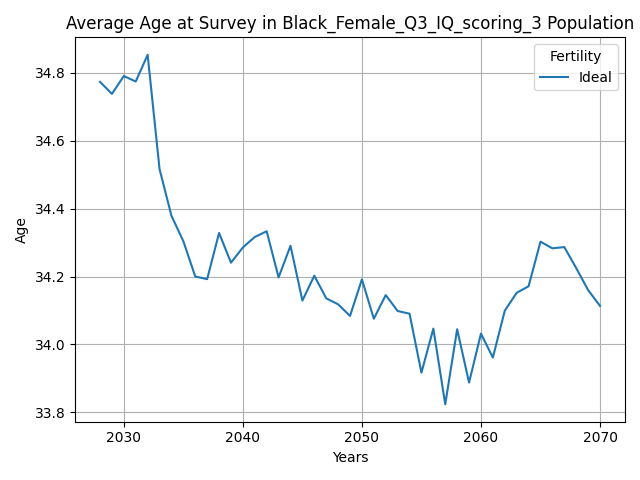 Average Age at Survey in Black_Female_Q3_IQ_scoring_3 Population
Fertility
Ideal
34.8
34.6
34.4
34.2
34.0
33.8
Age
2030 2040 2050 2060 2070
Years